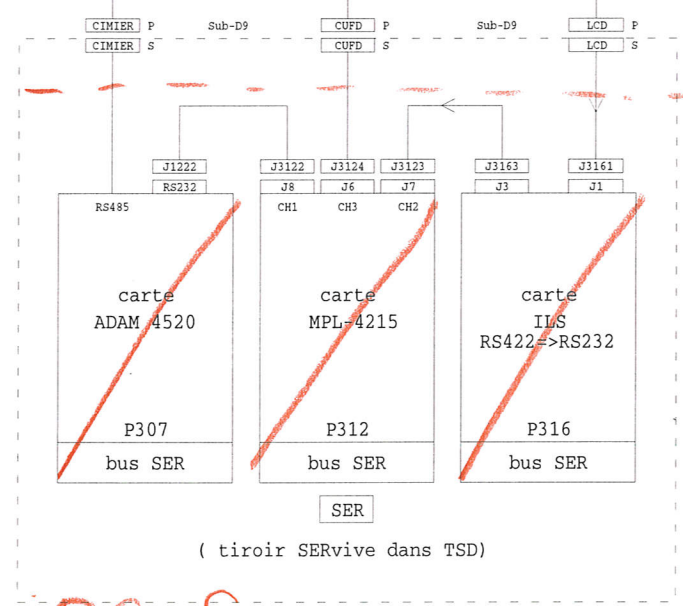 CIMIER P Sub-D9 CUFD P Sub-D9 LCD P
CIMIER S CUFD S LCD S
J1222 J3122 J3124 J3123 J3163 J3161
RS232 J8 J6 J7 J3 J1
RS485 CH1 CH3 CH2
carte carte carte
ADAM 4520 MPL-4215 ILS
RS422=>RS232
P307 P312 P316
bus SER bus SER bus SER
SER
( tiroir SERvive dans TSD)